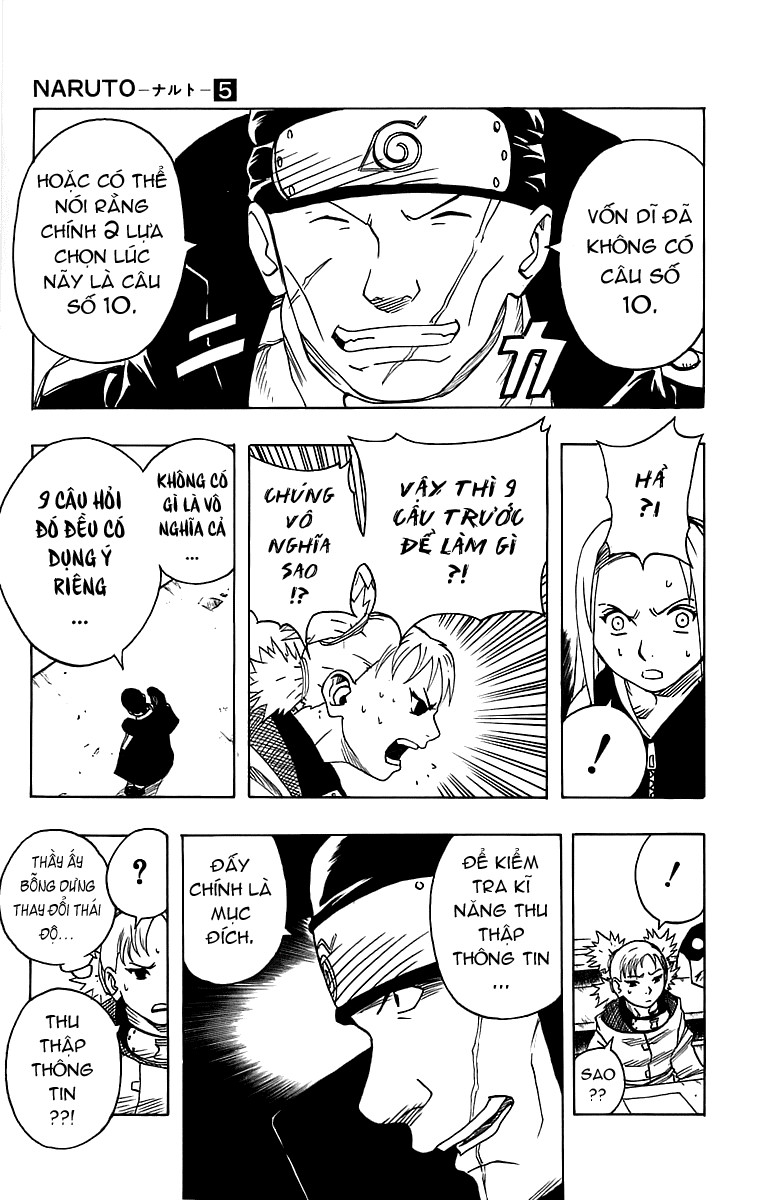 NARUTO —ナルト— 5
VỐN DĨ ĐÃ
KHÔNG CÓ
CÂU SỐ
10.
HOẶC CÓ THỂ
NÓI RẰNG
CHÍNH 2 LỰA
CHỌN LÚC
NÃY LÀ CÂU
SỐ 10.
ニカ
HẢ
?!
!
VẬY THÌ 9
CÂU TRƯỚC
ĐỂ LÀM GÌ
?!
CHÚNG
VÔ
NGHĨA
SAO
!?
KHÔNG CÓ
GÌ LÀ VÔ
NGHĨA CẢ
...
9 CÂU HỎI
ĐÓ ĐỀU CÓ
DỤNG Ý
RIÊNG
...
!
SAO
??
ĐỂ KIỂM
TRA KĨ
NĂNG THU
THẬP
THÔNG TIN
...
ĐẤY
CHÍNH LÀ
MỤC
ĐÍCH.
?
THẦY ẤY
BỖNG DƯNG
THAY ĐỔI THÁI
ĐỘ...
THU
THẬP
THÔNG
TIN
??!